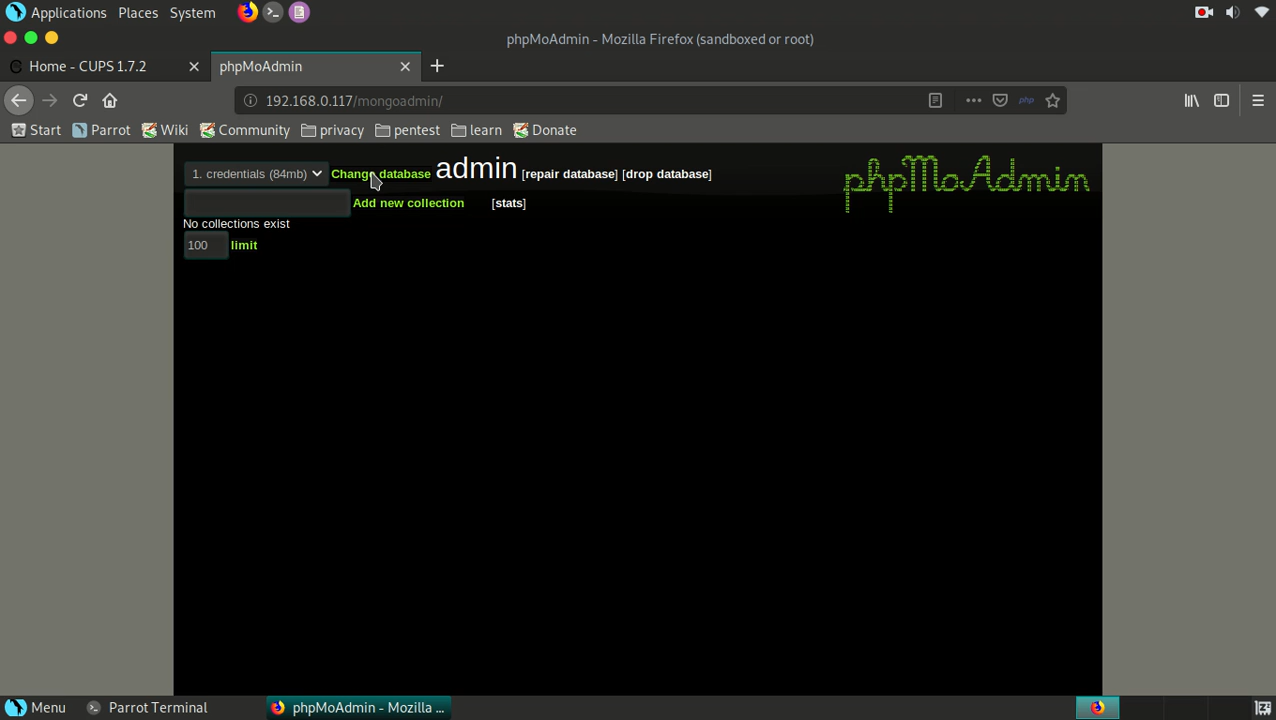 Applications Places System
phpMoAdmin - Mozilla Firefox (sandboxed or root)
C Home - CUPS 1.7.2
phpMoAdmin
192.168.0.117/mongoadmin/
php
Start Parrot Wiki Community privacy pentest learn Donate
1. credentials (84mb) Change database admin [repair database] [drop database]
phpMoAdmin
Add new collection [stats]
No collections exist
100 limit
Menu Parrot Terminal phpMoAdmin - Mozilla ...